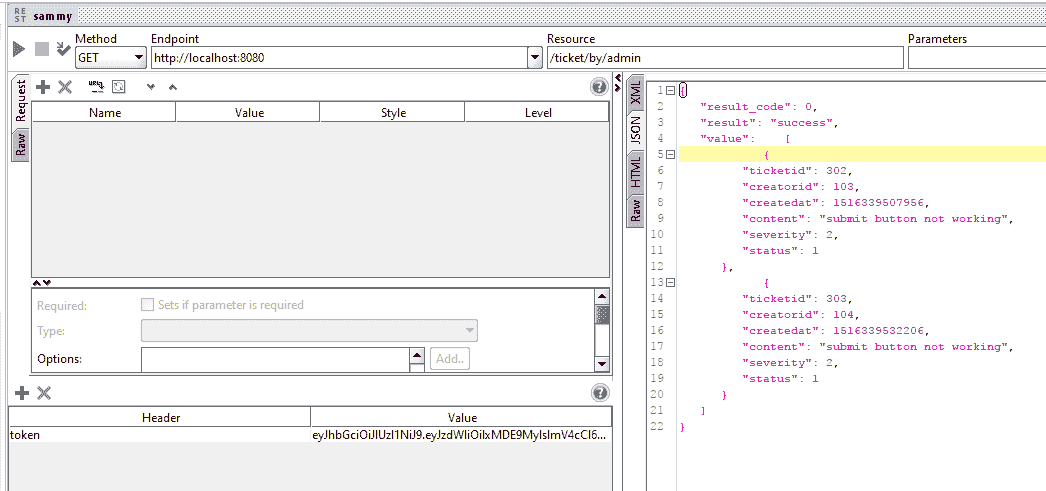 RE
ST sammy
Method Endpoint Resource Parameters
GET http://localhost:8080 /ticket/by/admin
Request
Raw
Name Value Style Level
Required: Sets if parameter is required
Type:
Options: Add..
Header Value
token eyJhbGciOiJIUzI1NiJ9.eyJzdWIiOiIxMDE9MyIsImV4cCI6...
XML
JSON
HTML
Raw
1 {
2 "result_code": 0,
3 "result": "success",
4 "value": [
5 {
6 "ticketid": 302,
7 "creatorid": 103,
8 "createdat": 1516339507956,
9 "content": "submit button not working",
10 "severity": 2,
11 "status": 1
12 },
13 {
14 "ticketid": 303,
15 "creatorid": 104,
16 "createdat": 1516339532206,
17 "content": "submit button not working",
18 "severity": 2,
19 "status": 1
20 }
21 ]
22 }